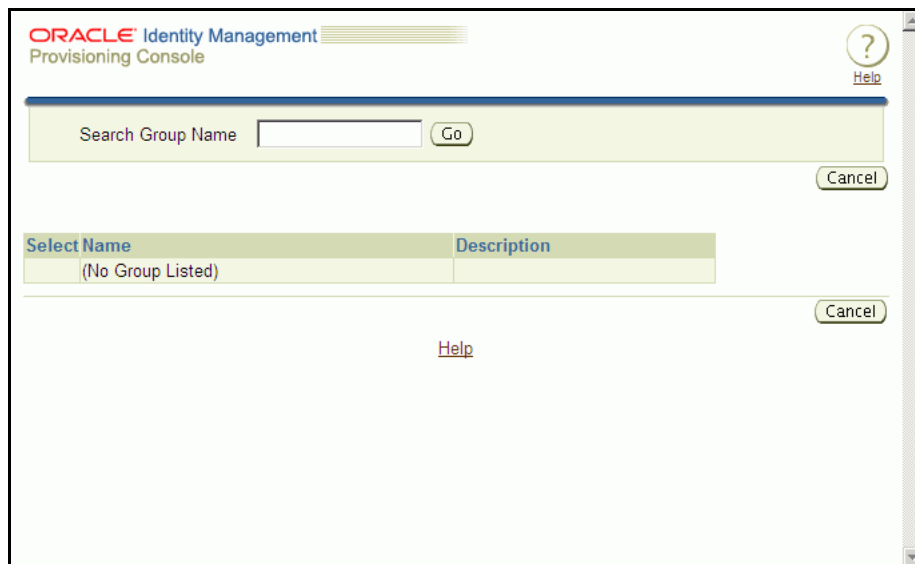 ORACLE Identity Management
Provisioning Console
?
Help
Search Group Name Go
Cancel
Select Name Description
(No Group Listed)
Cancel
Help